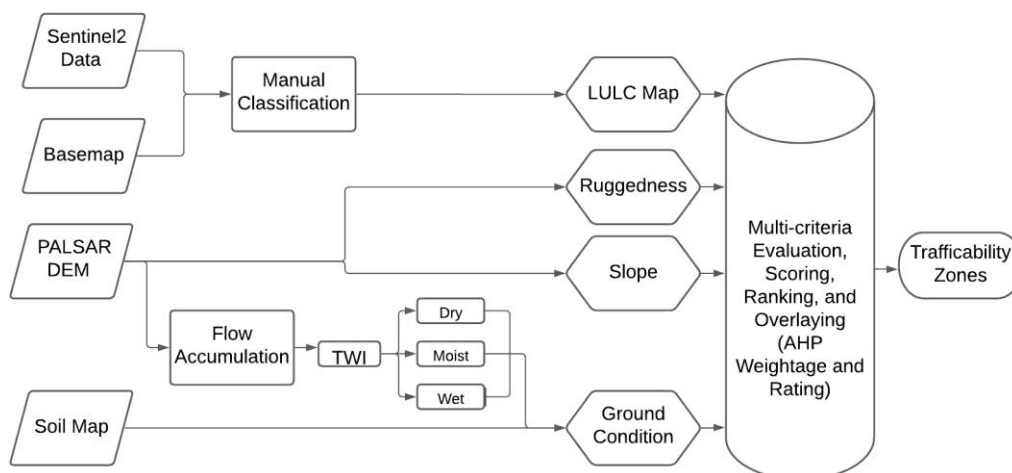 Sentinel2
Data
Manual
Classification
LULC Map
Basemap
Ruggedness
PALSAR
DEM
Slope
Multi-criteria
Evaluation,
Scoring,
Ranking, and
Overlaying
(AHP
Weightage and
Rating)
Trafficability
Zones
Flow
Accumulation
TWI
Dry
Moist
Wet
Soil Map
Ground
Condition